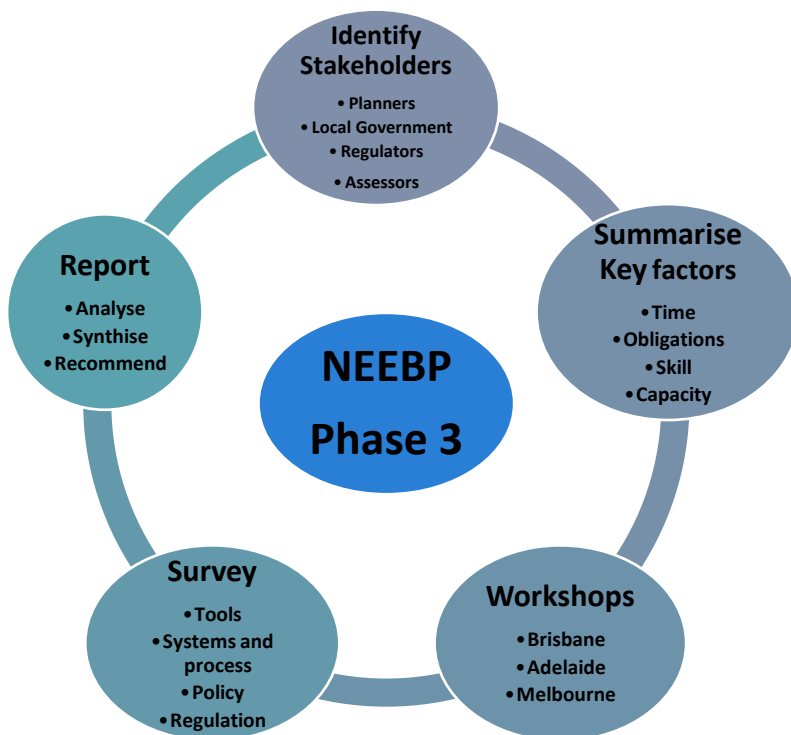 Identify
Stakeholders
• Planners
• Local Government
• Regulators
• Assessors
Summarise
Key factors
• Time
• Obligations
• Skill
• Capacity
Workshops
• Brisbane
• Adelaide
• Melbourne
Survey
• Tools
• Systems and
process
• Policy
• Regulation
Report
• Analyse
• Synthise
• Recommend
NEEBP
Phase 3